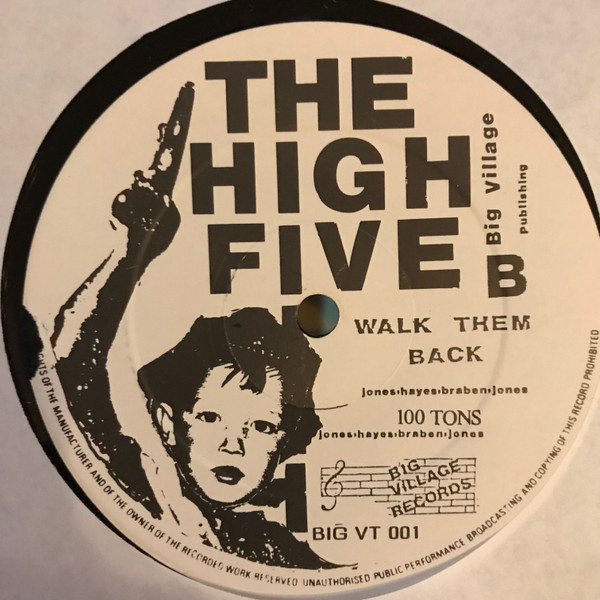 THE
HIGH
FIVE
Big Village
Publishing
B
WALK THEM
BACK
jones·hayes·braben·jones
100 TONS
jones·hayes·braben·jones
BIG
VILLAGE
RECORDS
BIG VT 001
GHTS OF THE MANUFACTURER AND OF THE OWNER OF THE RECORDED WORK RESERVED UNAUTHORISED PUBLIC PERFORMANCE BROADCASTING AND COPYING OF THIS RECORD PROHIBITED